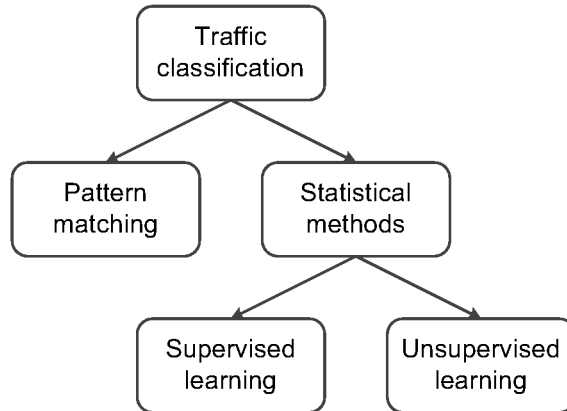 Traffic
classification
Pattern
matching
Statistical
methods
Supervised
learning
Unsupervised
learning